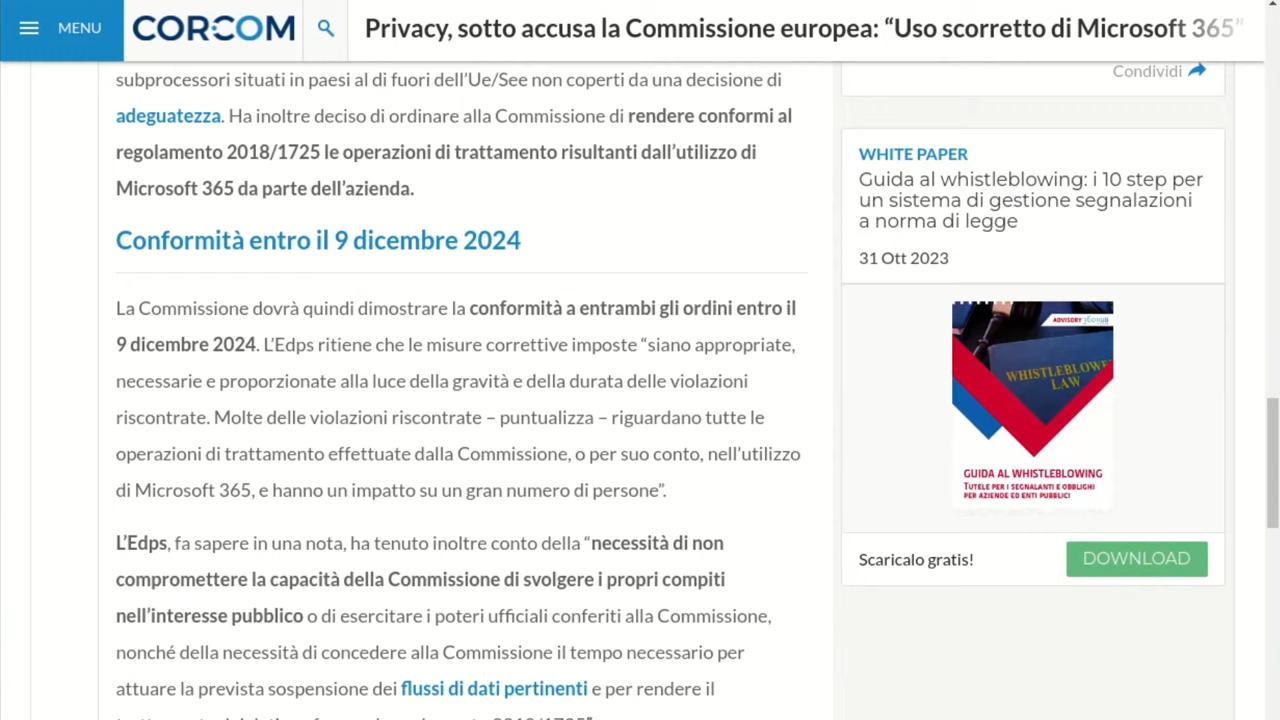 MENU
CORCOM
Privacy, sotto accusa la Commissione europea: “Uso scorretto di Microsoft 365”
subprocessori situati in paesi al di fuori dell’Ue/See non coperti da una decisione di
adeguatezza. Ha inoltre deciso di ordinare alla Commissione di rendere conformi al
regolamento 2018/1725 le operazioni di trattamento risultanti dall’utilizzo di
Microsoft 365 da parte dell’azienda.
Conformità entro il 9 dicembre 2024
La Commissione dovrà quindi dimostrare la conformità a entrambi gli ordini entro il
9 dicembre 2024. L’Edps ritiene che le misure correttive imposte “siano appropriate,
necessarie e proporzionate alla luce della gravità e della durata delle violazioni
riscontrate. Molte delle violazioni riscontrate – puntualizza – riguardano tutte le
operazioni di trattamento effettuate dalla Commissione, o per suo conto, nell’utilizzo
di Microsoft 365, e hanno un impatto su un gran numero di persone”.
L’Edps, fa sapere in una nota, ha tenuto inoltre conto della “necessità di non
compromettere la capacità della Commissione di svolgere i propri compiti
nell’interesse pubblico o di esercitare i poteri ufficiali conferiti alla Commissione,
nonché della necessità di concedere alla Commissione il tempo necessario per
attuare la prevista sospensione dei flussi di dati pertinenti e per rendere il
Condividi
WHITE PAPER
Guida al whistleblowing: i 10 step per
un sistema di gestione segnalazioni
a norma di legge
31 Ott 2023
ADVISORY 360HUB
WHISTLEBLOWER
LAW
GUIDA AL WHISTLEBLOWING
TUTELE PER I SEGNALANTI E OBBLIGHI
PER AZIENDE ED ENTI PUBBLICI
Scaricalo gratis!
DOWNLOAD